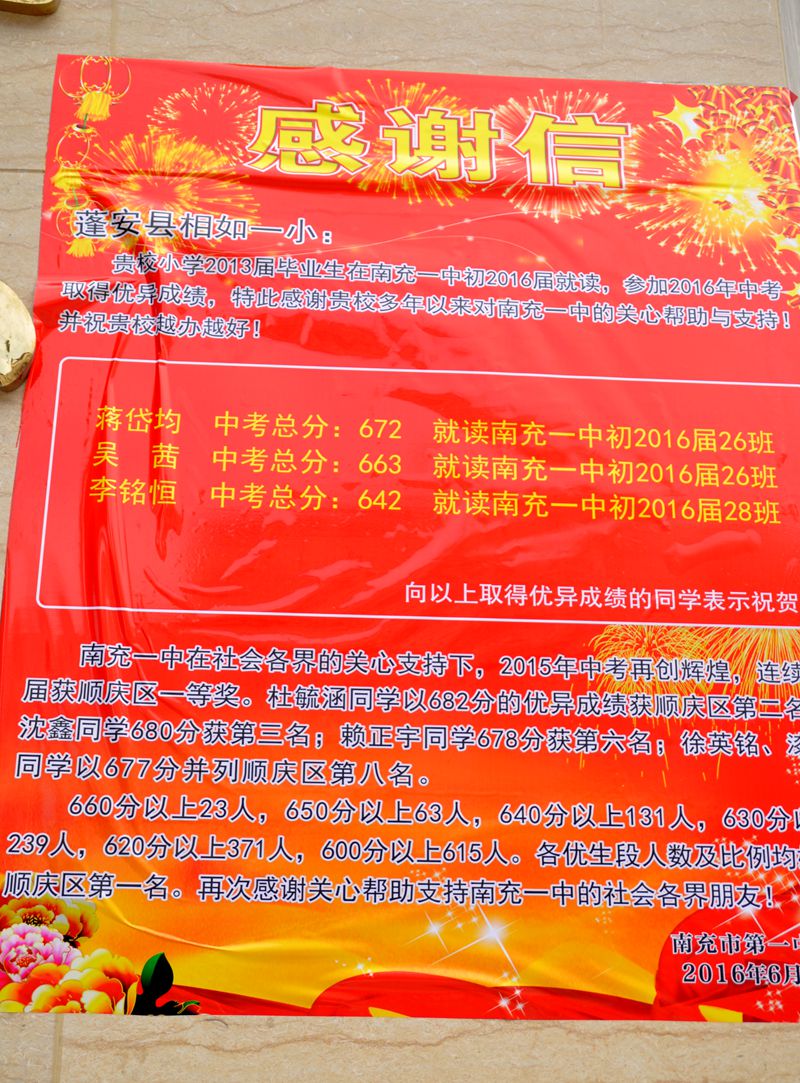 感谢信
蓬安县相如一小：
贵校小学2013届毕业生在南充一中初2016届就读，参加2016年中考
取得优异成绩，特此感谢贵校多年以来对南充一中的关心帮助与支持！
并祝贵校越办越好！
蒋岱均 中考总分：672 就读南充一中初2016届26班
吴 茜 中考总分：663 就读南充一中初2016届26班
李铭恒 中考总分：642 就读南充一中初2016届28班
向以上取得优异成绩的同学表示祝贺
南充一中在社会各界的关心支持下，2015年中考再创辉煌，连续
届获顺庆区一等奖。杜毓涵同学以682分的优异成绩获顺庆区第二名
沈鑫同学680分获第三名；赖正宇同学678分获第六名；徐英铭、凌
同学以677分并列顺庆区第八名。
660分以上23人，650分以上63人，640分以上131人，630分以
239人，620分以上371人，600分以上615人。各优生段人数及比例均
顺庆区第一名。再次感谢关心帮助支持南充一中的社会各界朋友！
南充市第一中
2016年6月